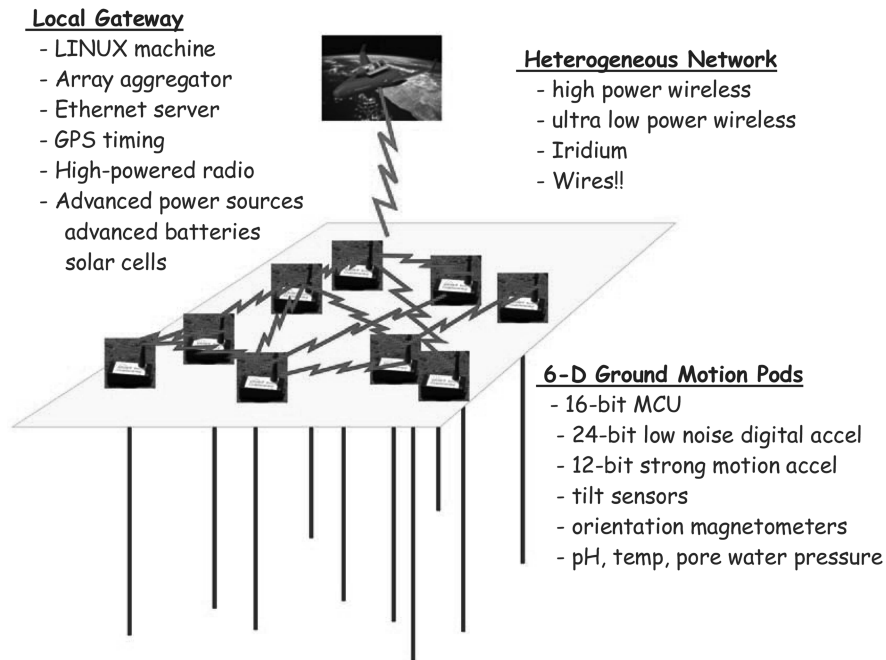 Local Gateway
- LINUX machine
- Array aggregator
- Ethernet server
- GPS timing
- High-powered radio
- Advanced power sources
advanced batteries
solar cells
Heterogeneous Network
- high power wireless
- ultra low power wireless
- Iridium
- Wires!!
6-D Ground Motion Pods
- 16-bit MCU
- 24-bit low noise digital accel
- 12-bit strong motion accel
- tilt sensors
- orientation magnetometers
- pH, temp, pore water pressure